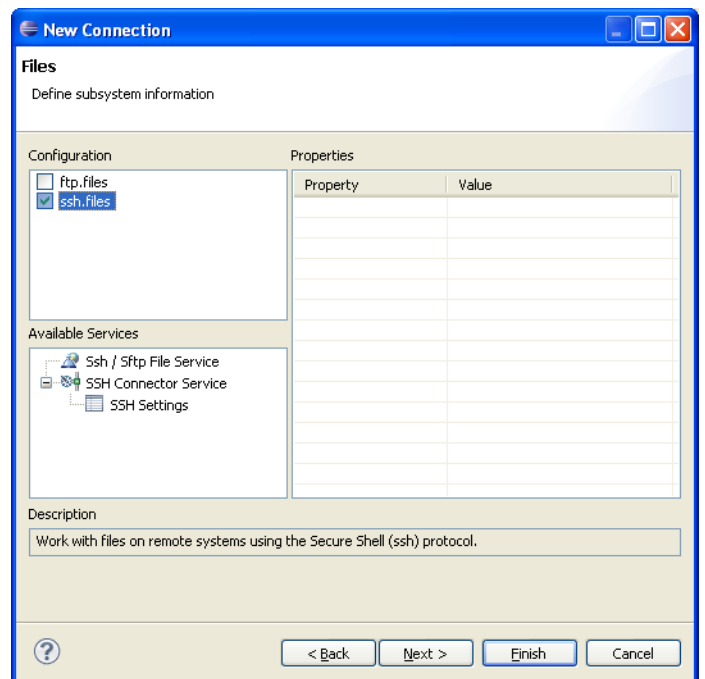 New Connection
Files
Define subsystem information
Configuration
Properties
ftp.files
ssh.files
Property Value
Available Services
Ssh / Sftp File Service
SSH Connector Service
SSH Settings
Description
Work with files on remote systems using the Secure Shell (ssh) protocol.
? < Back Next > Finish Cancel